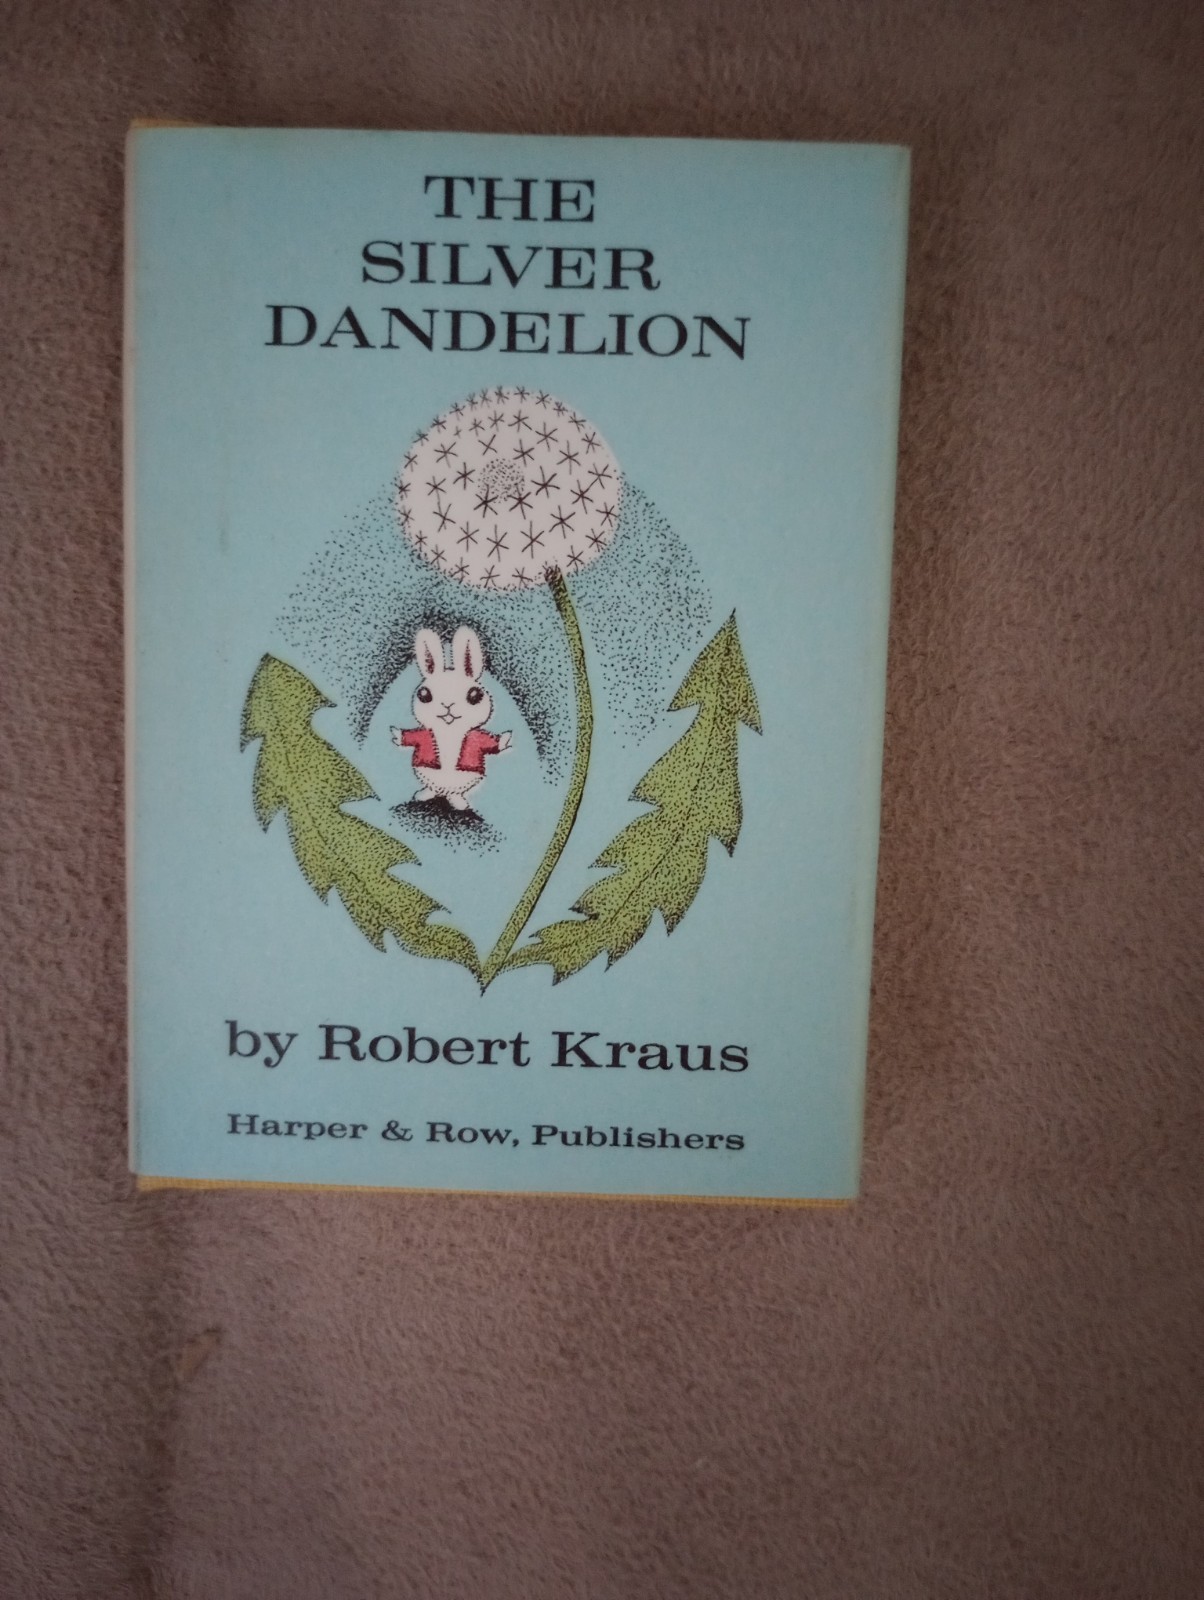 THE
SILVER
DANDELION
by Robert Kraus
Harper & Row, Publishers